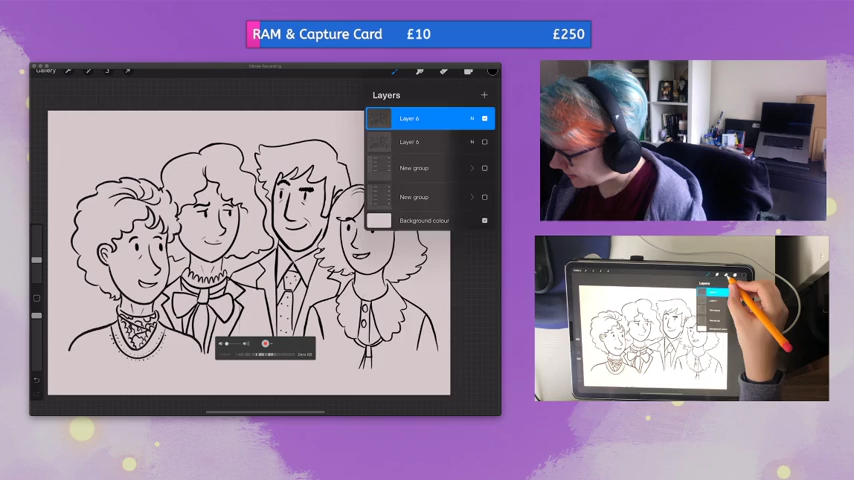 RAM & Capture Card £10 £250
Gallery
Layers
Layer 6 N
Layer 6 N
New group
New group
Background colour